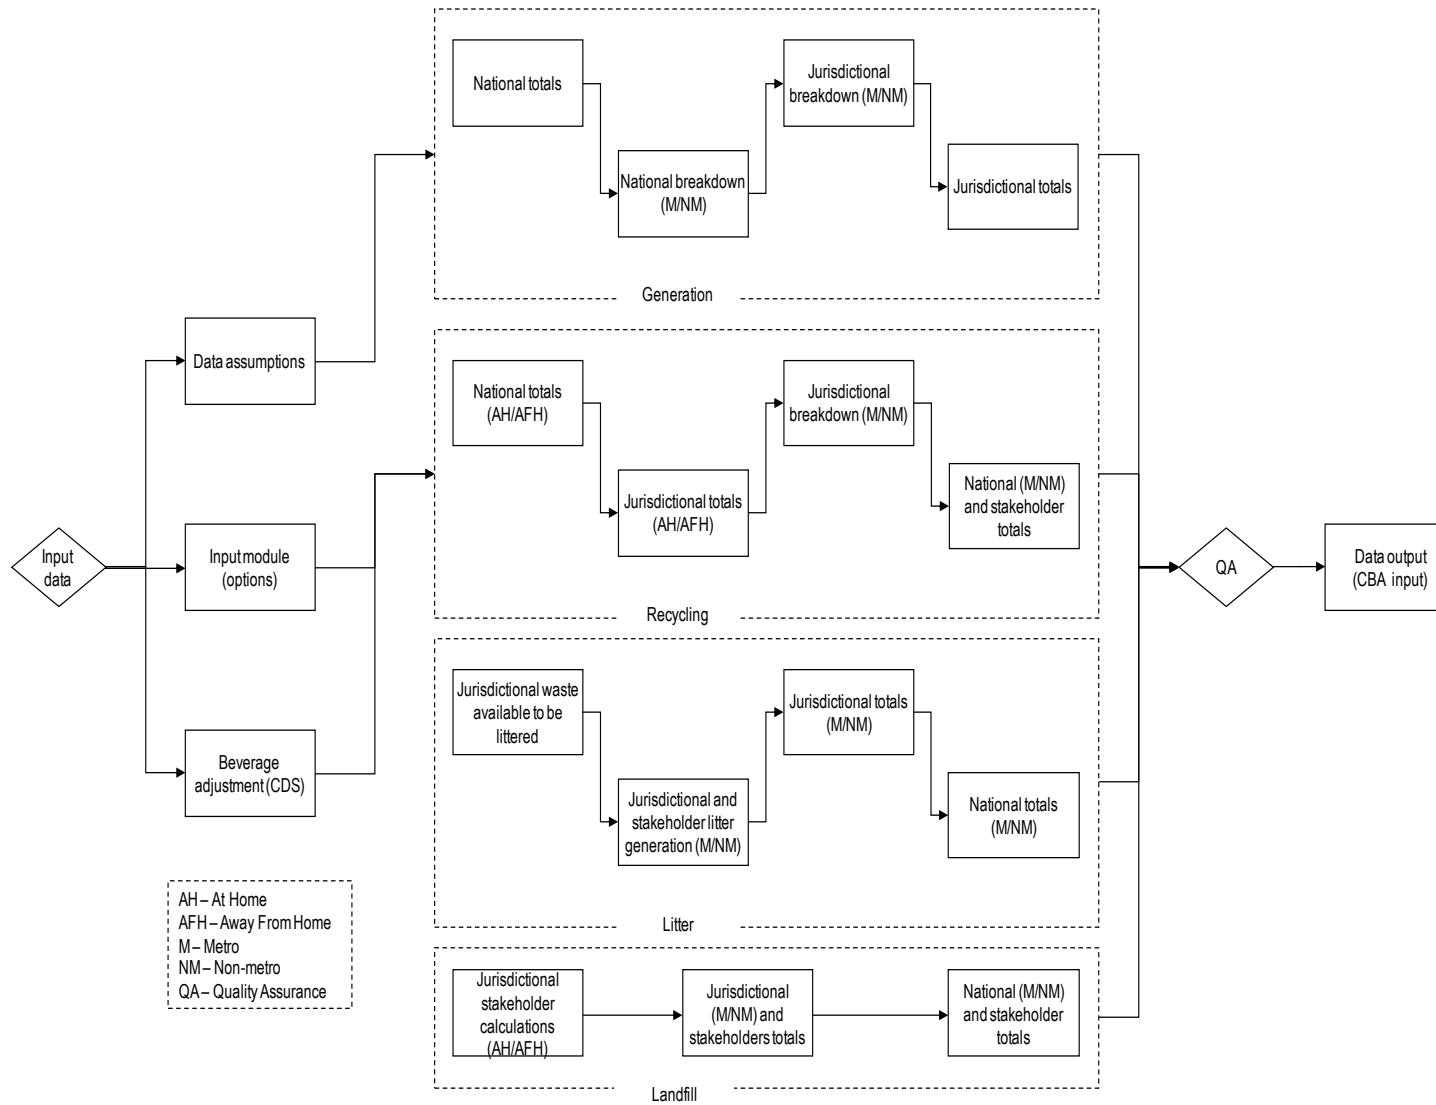 National totals
National breakdown
(M/NM)
Jurisdictional
breakdown (M/NM)
Jurisdictional totals
Generation
Input
data
Data assumptions
Input module
(options)
Beverage
adjustment (CDS)
National totals
(AH/AFH)
Jurisdictional totals
(AH/AFH)
Jurisdictional
breakdown (M/NM)
National (M/NM)
and stakeholder
totals
Recycling
Jurisdictional waste
available to be
littered
Jurisdictional and
stakeholder litter
generation (M/NM)
Jurisdictional totals
(M/NM)
National totals
(M/NM)
Litter
Jurisdictional
stakeholder
calculations
(AH/AFH)
Jurisdictional
(M/NM) and
stakeholders totals
National (M/NM)
and stakeholder
totals
Landfill
QA
Data output
(CBA input)
AH – At Home
AFH – Away From Home
M – Metro
NM – Non-metro
QA – Quality Assurance